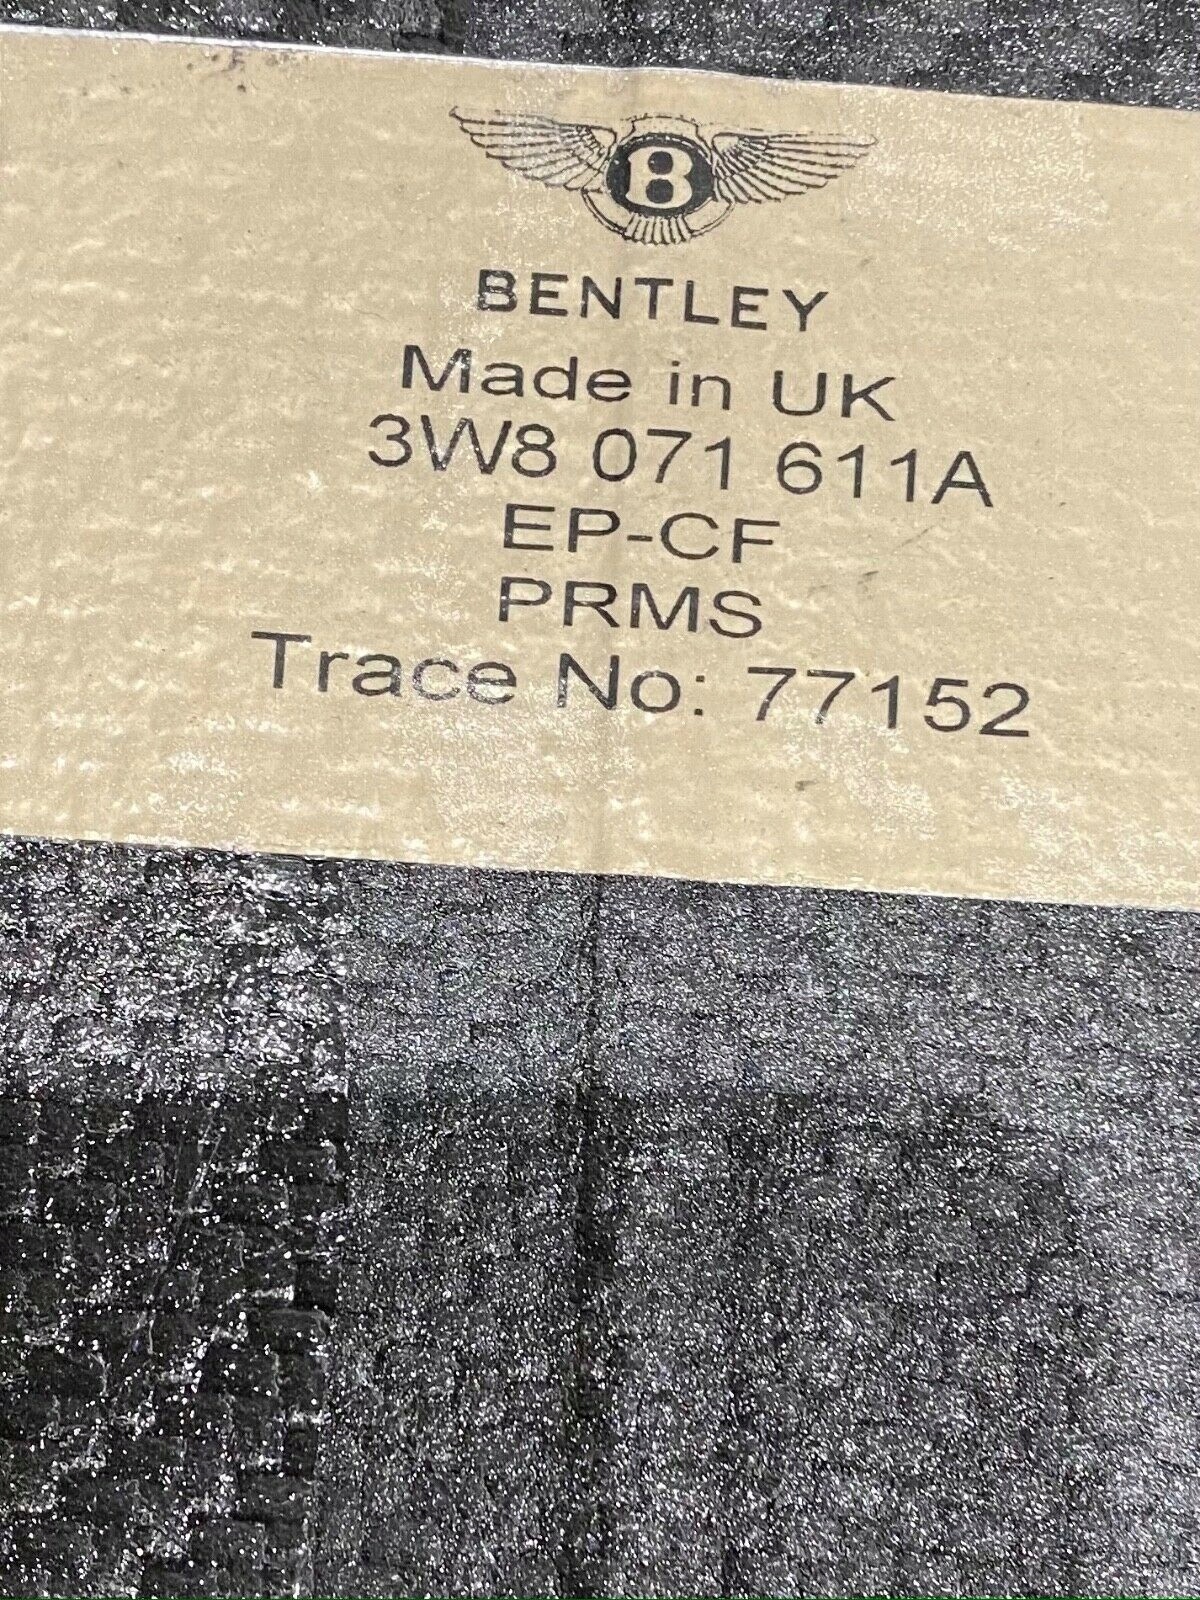 B
BENTLEY
Made in UK
3W8 071 611A
EP-CF
PRMS
Trace No: 77152